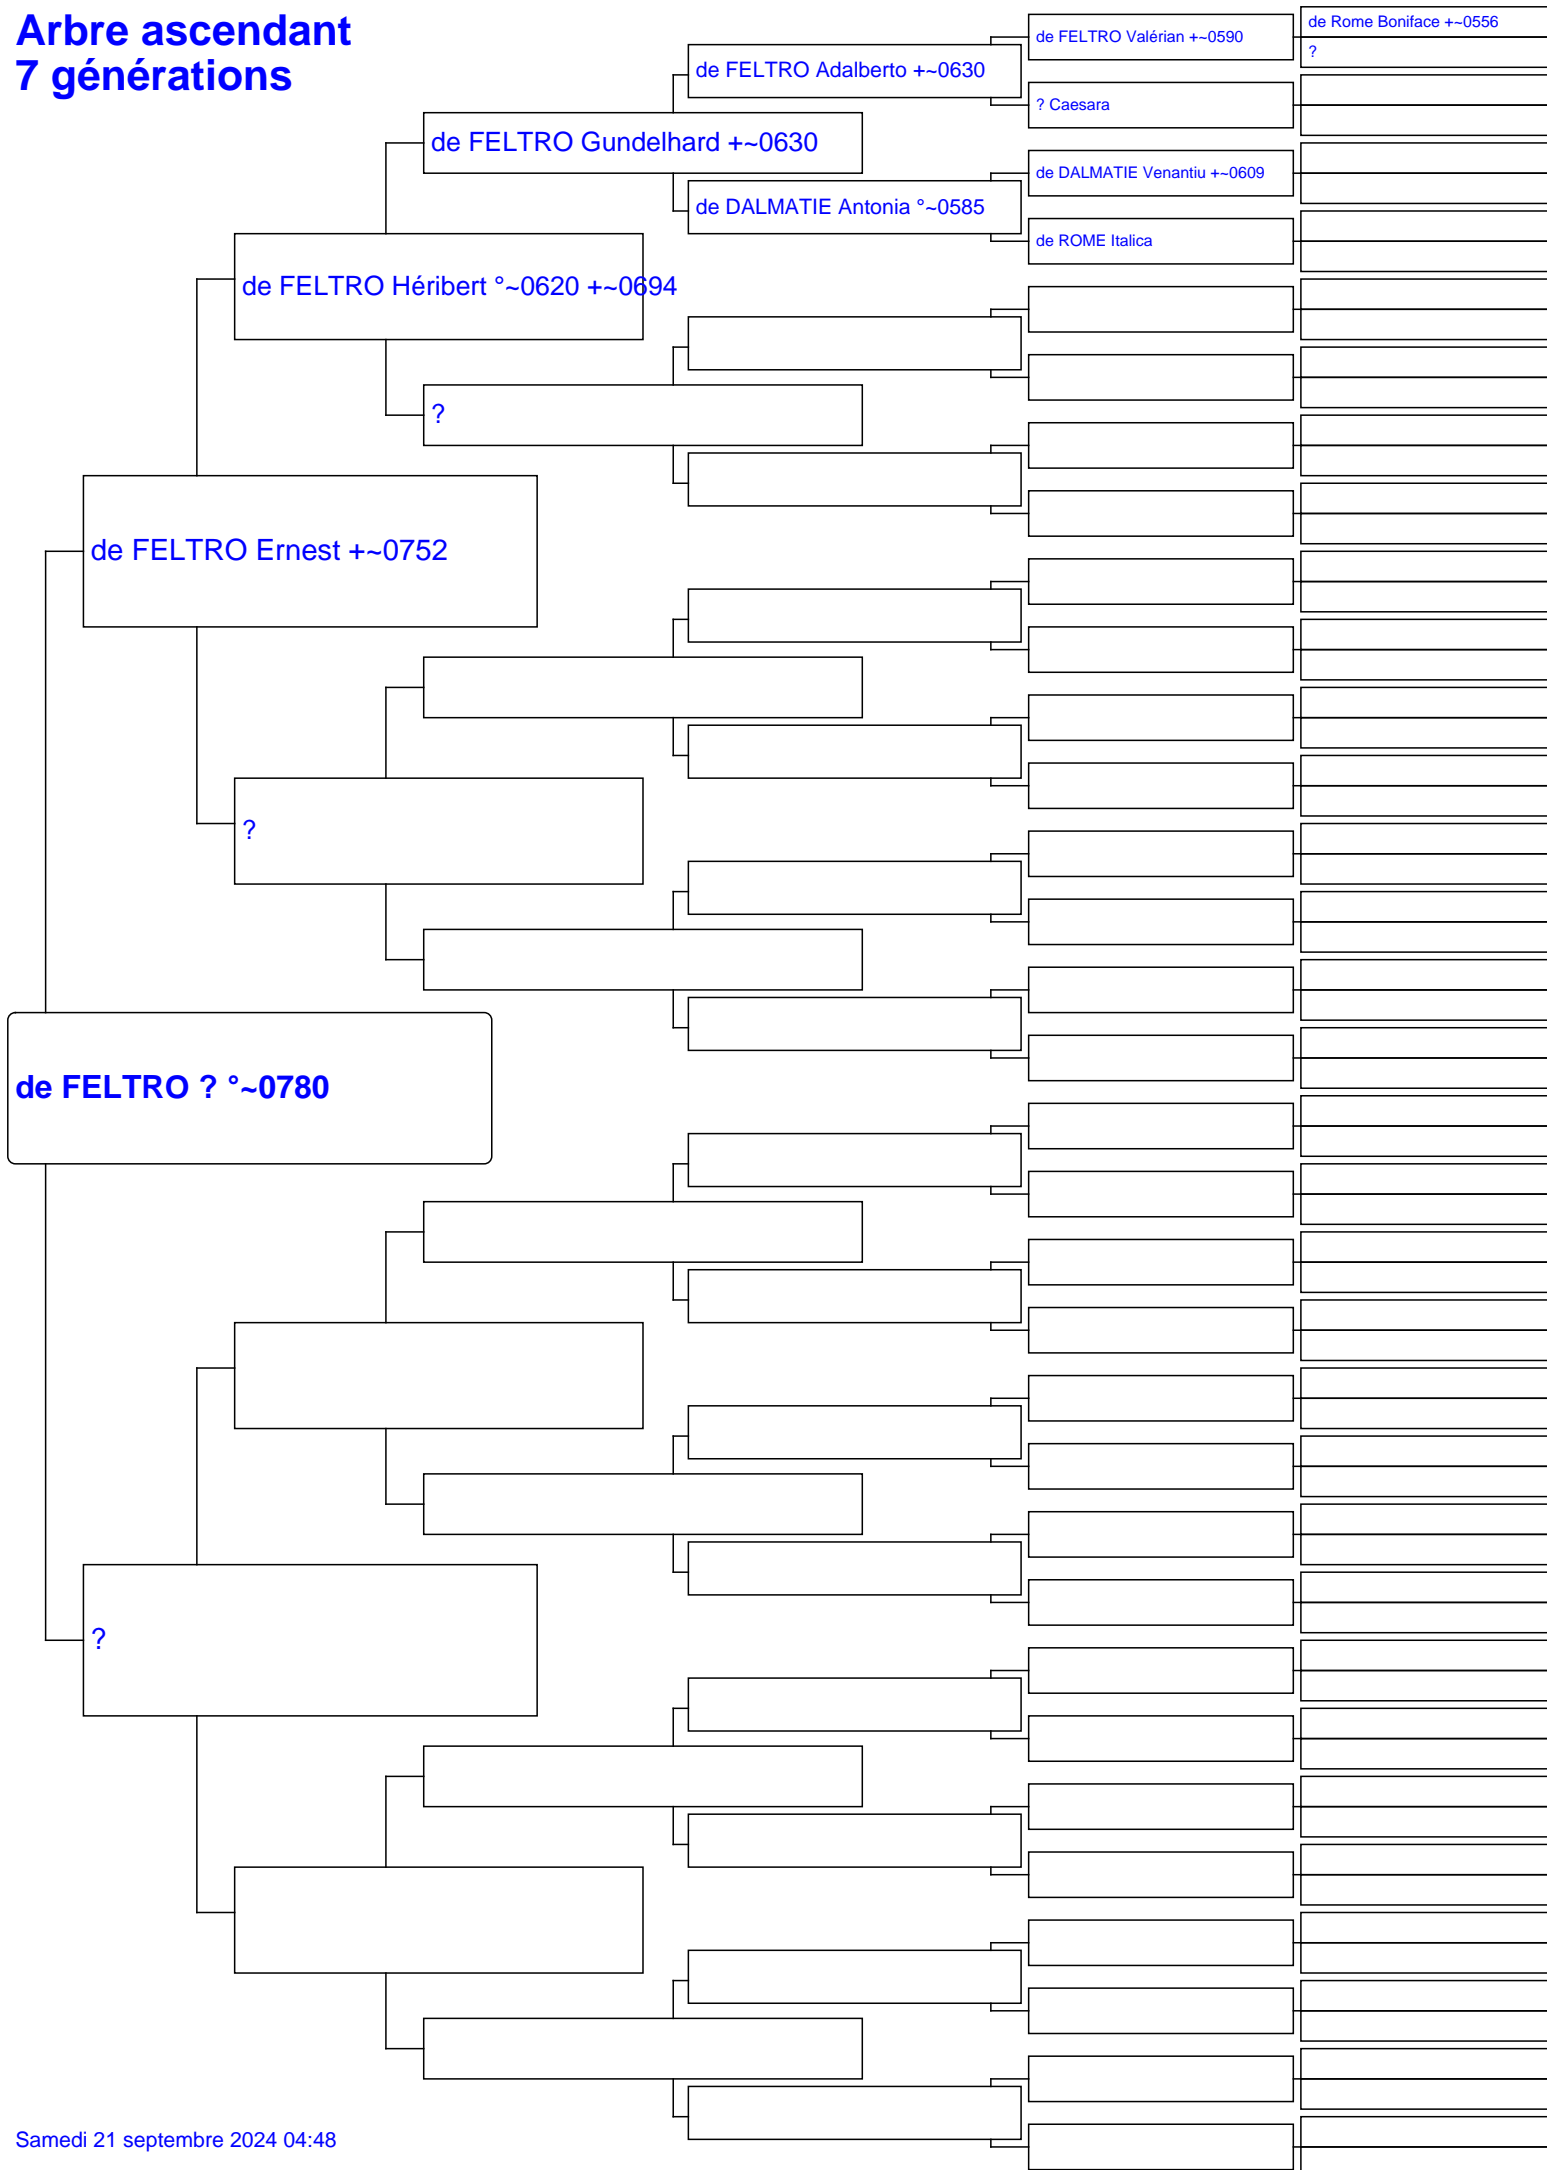 Arbre ascendant
7 générations
de FELTRO Valérian +~0590
de Rome Boniface +~0556
?
de FELTRO Adalberto +~0630
? Caesara
de FELTRO Gundelhard +~0630
de DALMATIE Venantiu +~0609
de DALMATIE Antonia °~0585
de ROME Italica
de FELTRO Héribert °~0620 +~0694
?
de FELTRO Ernest +~0752
?
de FELTRO ? °~0780
?
Samedi 21 septembre 2024 04:48